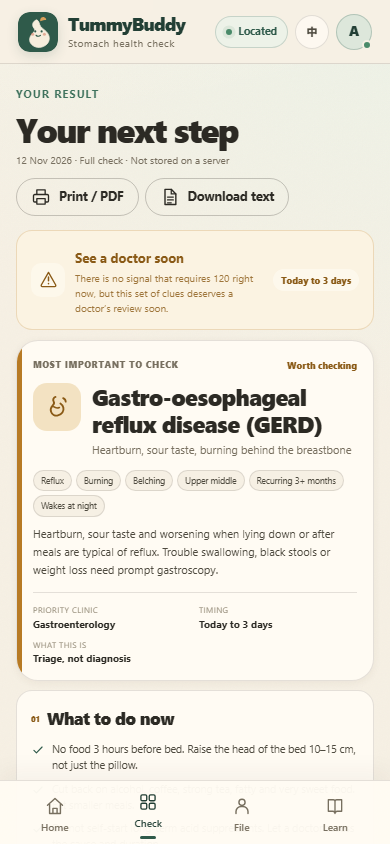 TummyBuddy
Stomach health check
Located
中
A
YOUR RESULT
Your next step
12 Nov 2026 · Full check · Not stored on a server
Print / PDF
Download text
See a doctor soon
There is no signal that requires 120 right
now, but this set of clues deserves a
doctor's review soon.
Today to 3 days
MOST IMPORTANT TO CHECK
Worth checking
Gastro-oesophageal
reflux disease (GERD)
Heartburn, sour taste, burning behind the breastbone
Reflux
Burning
Belching
Upper middle
Recurring 3+ months
Wakes at night
Heartburn, sour taste and worsening when lying down or after
meals are typical of reflux. Trouble swallowing, black stools or
weight loss need prompt gastroscopy.
PRIORITY CLINIC
Gastroenterology
TIMING
Today to 3 days
WHAT THIS IS
Triage, not diagnosis
01 What to do now
No food 3 hours before bed. Raise the head of the bed 10–15 cm,
not just the pillow.
Home
Check
File
Learn